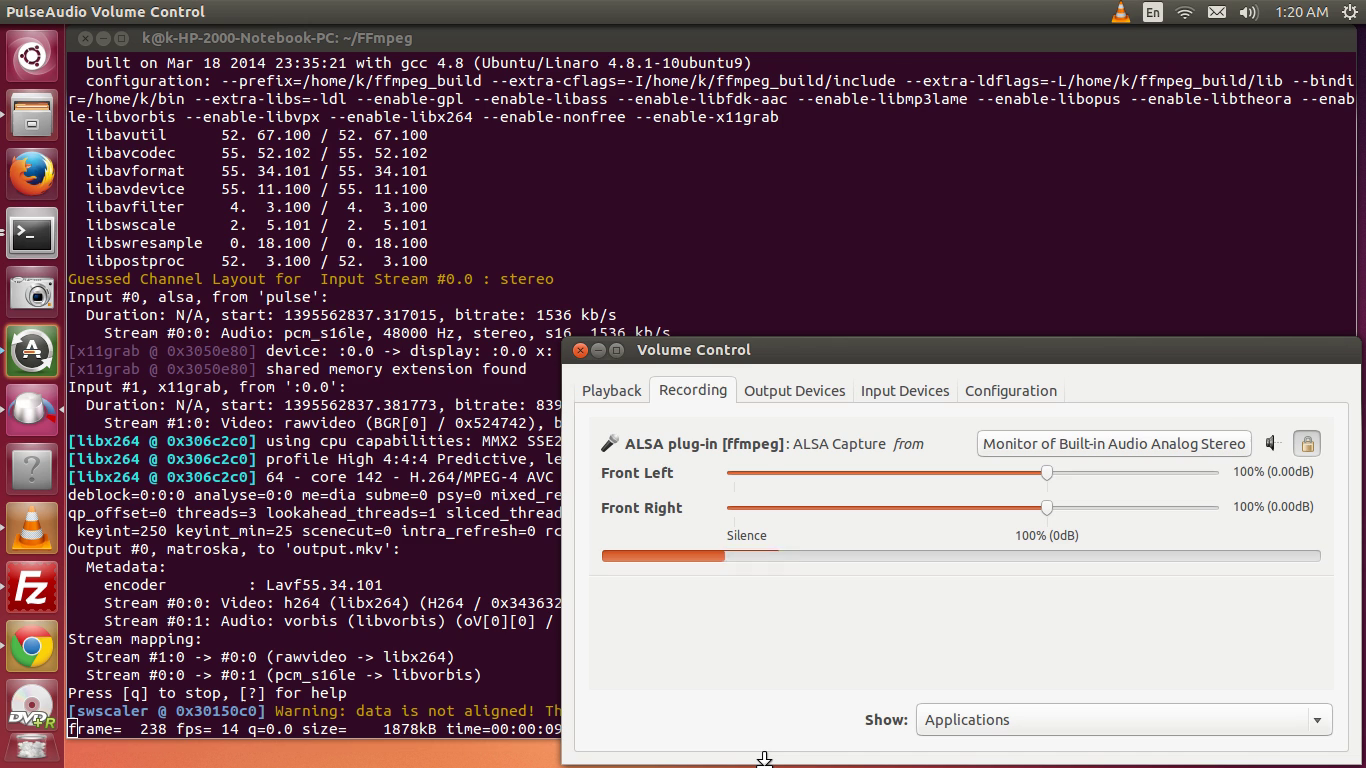 PulseAudio Volume Control
En
1:20 AM
k@k-HP-2000-Notebook-PC: ~/FFmpeg
built on Mar 18 2014 23:35:21 with gcc 4.8 (Ubuntu/Linaro 4.8.1-10ubuntu9)
configuration: --prefix=/home/k/ffmpeg_build --extra-cflags=-I/home/k/ffmpeg_build/include --extra-ldflags=-L/home/k/ffmpeg_build/lib --bindi
r=/home/k/bin --extra-libs=-ldl --enable-gpl --enable-libass --enable-libfdk-aac --enable-libmp3lame --enable-libopus --enable-libtheora --enab
le-libvorbis --enable-libvpx --enable-libx264 --enable-nonfree --enable-x11grab
libavutil 52. 67.100 / 52. 67.100
libavcodec 55. 52.102 / 55. 52.102
libavformat 55. 34.101 / 55. 34.101
libavdevice 55. 11.100 / 55. 11.100
libavfilter 4. 3.100 / 4. 3.100
libswscale 2. 5.101 / 2. 5.101
libswresample 0. 18.100 / 0. 18.100
libpostproc 52. 3.100 / 52. 3.100
Guessed Channel Layout for Input Stream #0.0 : stereo
Input #0, alsa, from 'pulse':
Duration: N/A, start: 1395562837.317015, bitrate: 1536 kb/s
Stream #0:0: Audio: pcm_s16le, 48000 Hz, stereo, s16, 1536 kb/s
[x11grab @ 0x3050e80] device: :0.0 -> display: :0.0 x:
[x11grab @ 0x3050e80] shared memory extension found
Input #1, x11grab, from ':0.0':
Duration: N/A, start: 1395562837.381773, bitrate: 839
Stream #1:0: Video: rawvideo (BGR[0] / 0x524742), b
[libx264 @ 0x306c2c0] using cpu capabilities: MMX2 SSE2
[libx264 @ 0x306c2c0] profile High 4:4:4 Predictive, le
[libx264 @ 0x306c2c0] 64 - core 142 - H.264/MPEG-4 AVC
deblock=0:0:0 analyse=0:0 me=dia subme=0 psy=0 mixed_re
qp_offset=0 threads=3 lookahead_threads=1 sliced_thread
keyint=250 keyint_min=25 scenecut=0 intra_refresh=0 rc
Output #0, matroska, to 'output.mkv':
Metadata:
encoder : Lavf55.34.101
Stream #0:0: Video: h264 (libx264) (H264 / 0x343632
Stream #0:1: Audio: vorbis (libvorbis) (oV[0][0] /
Stream mapping:
Stream #1:0 -> #0:0 (rawvideo -> libx264)
Stream #0:0 -> #0:1 (pcm_s16le -> libvorbis)
Press [q] to stop, [?] for help
[swscaler @ 0x30150c0] Warning: data is not aligned! Th
frame= 238 fps= 14 q=0.0 size= 1878kB time=00:00:09
Volume Control
Playback Recording Output Devices Input Devices Configuration
ALSA plug-in [ffmpeg]: ALSA Capture from Monitor of Built-in Audio Analog Stereo
Front Left 100% (0.00dB)
Front Right 100% (0.00dB)
Silence 100% (0dB)
Show: Applications
A
?
Fz
DVD+R